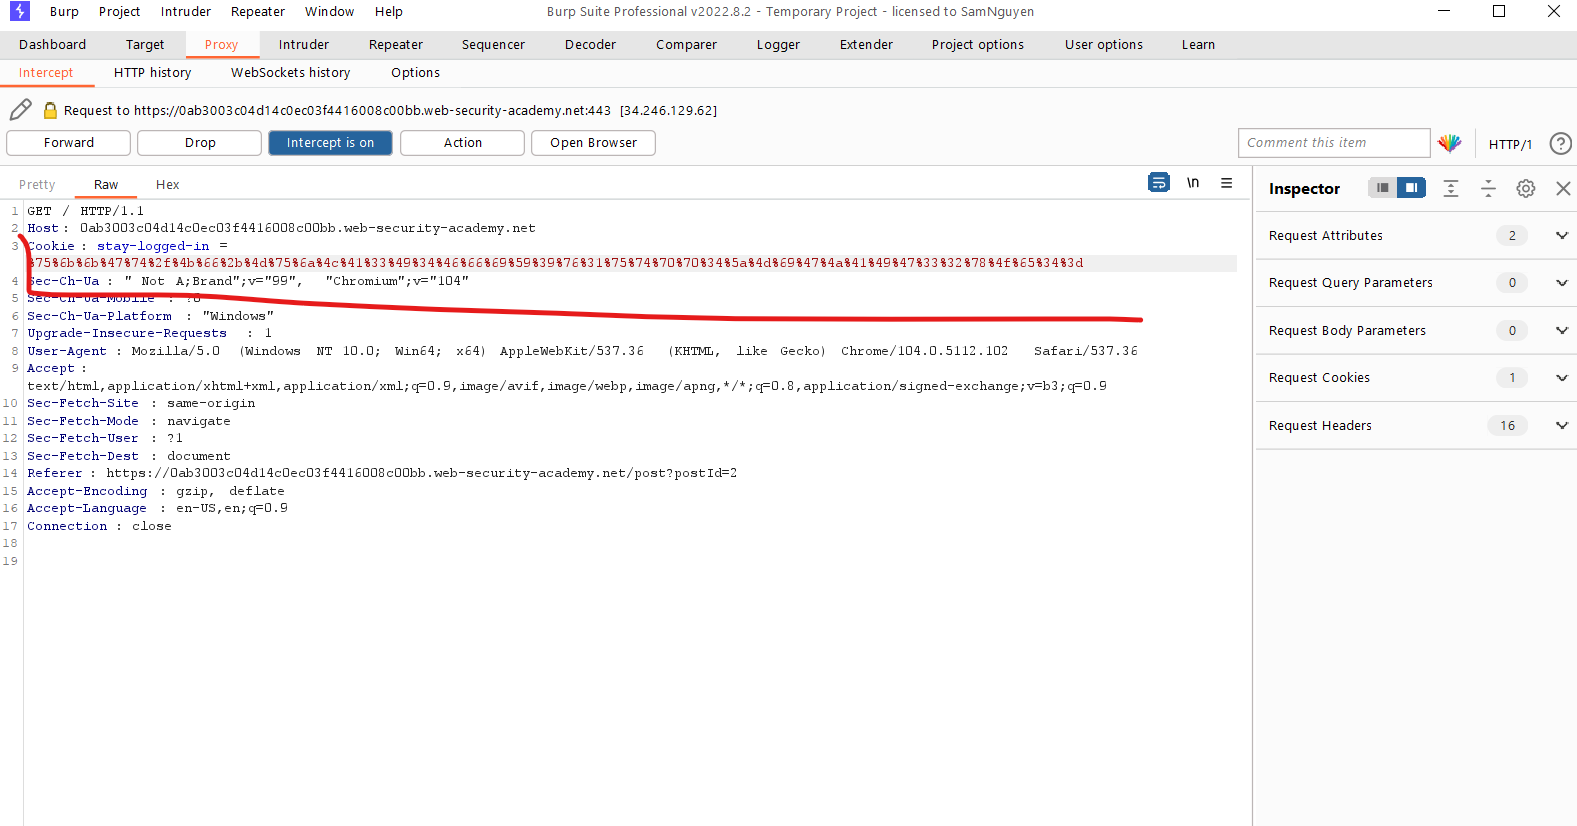 Burp Project Intruder Repeater Window Help Burp Suite Professional v2022.8.2 - Temporary Project - licensed to SamNguyen
Dashboard Target Proxy Intruder Repeater Sequencer Decoder Comparer Logger Extender Project options User options Learn
Intercept HTTP history WebSockets history Options
Request to https://0ab3003c04d14c0ec03f4416008c00bb.web-security-academy.net:443 [34.246.129.62]
Forward Drop Intercept is on Action Open Browser Comment this item HTTP/1 ?
Pretty Raw Hex \n
Inspector
1 GET / HTTP/1.1
2 Host: 0ab3003c04d14c0ec03f4416008c00bb.web-security-academy.net
3 Cookie: stay-logged-in =
%75%6b%6b%47%74%2f%4b%66%2b%4d%75%6a%4c%41%33%49%34%46%66%69%59%39%76%31%75%74%70%70%34%5a%4d%69%47%4a%41%49%47%33%32%78%4f%65%34%3d
4 Sec-Ch-Ua : " Not A;Brand";v="99", "Chromium";v="104"
5 Sec-Ch-Ua-Mobile : ?0
6 Sec-Ch-Ua-Platform : "Windows"
7 Upgrade-Insecure-Requests : 1
8 User-Agent : Mozilla/5.0 (Windows NT 10.0; Win64; x64) AppleWebKit/537.36 (KHTML, like Gecko) Chrome/104.0.5112.102 Safari/537.36
9 Accept :
text/html,application/xhtml+xml,application/xml;q=0.9,image/avif,image/webp,image/apng,*/*;q=0.8,application/signed-exchange;v=b3;q=0.9
10 Sec-Fetch-Site : same-origin
11 Sec-Fetch-Mode : navigate
12 Sec-Fetch-User : ?1
13 Sec-Fetch-Dest : document
14 Referer : https://0ab3003c04d14c0ec03f4416008c00bb.web-security-academy.net/post?postId=2
15 Accept-Encoding : gzip, deflate
16 Accept-Language : en-US,en;q=0.9
17 Connection : close
18
19
Request Attributes 2
Request Query Parameters 0
Request Body Parameters 0
Request Cookies 1
Request Headers 16